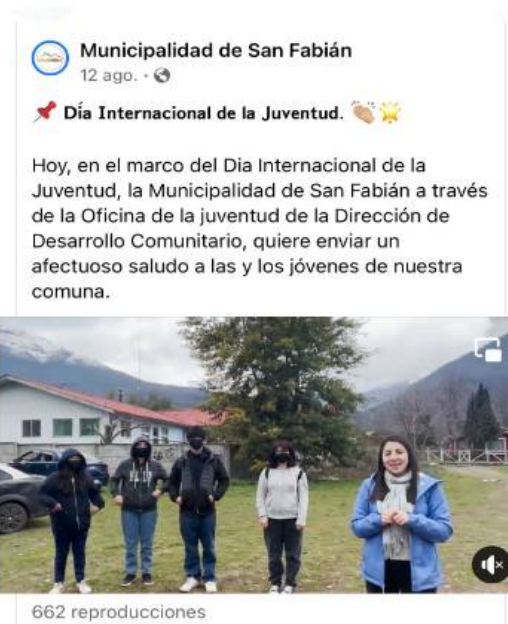 Municipalidad de San Fabián
12 ago. ·
Día Internacional de la Juventud.
Hoy, en el marco del Dia Internacional de la
Juventud, la Municipalidad de San Fabián a través
de la Oficina de la juventud de la Dirección de
Desarrollo Comunitario, quiere enviar un
afectuoso saludo a las y los jóvenes de nuestra
comuna.
662 reproducciones